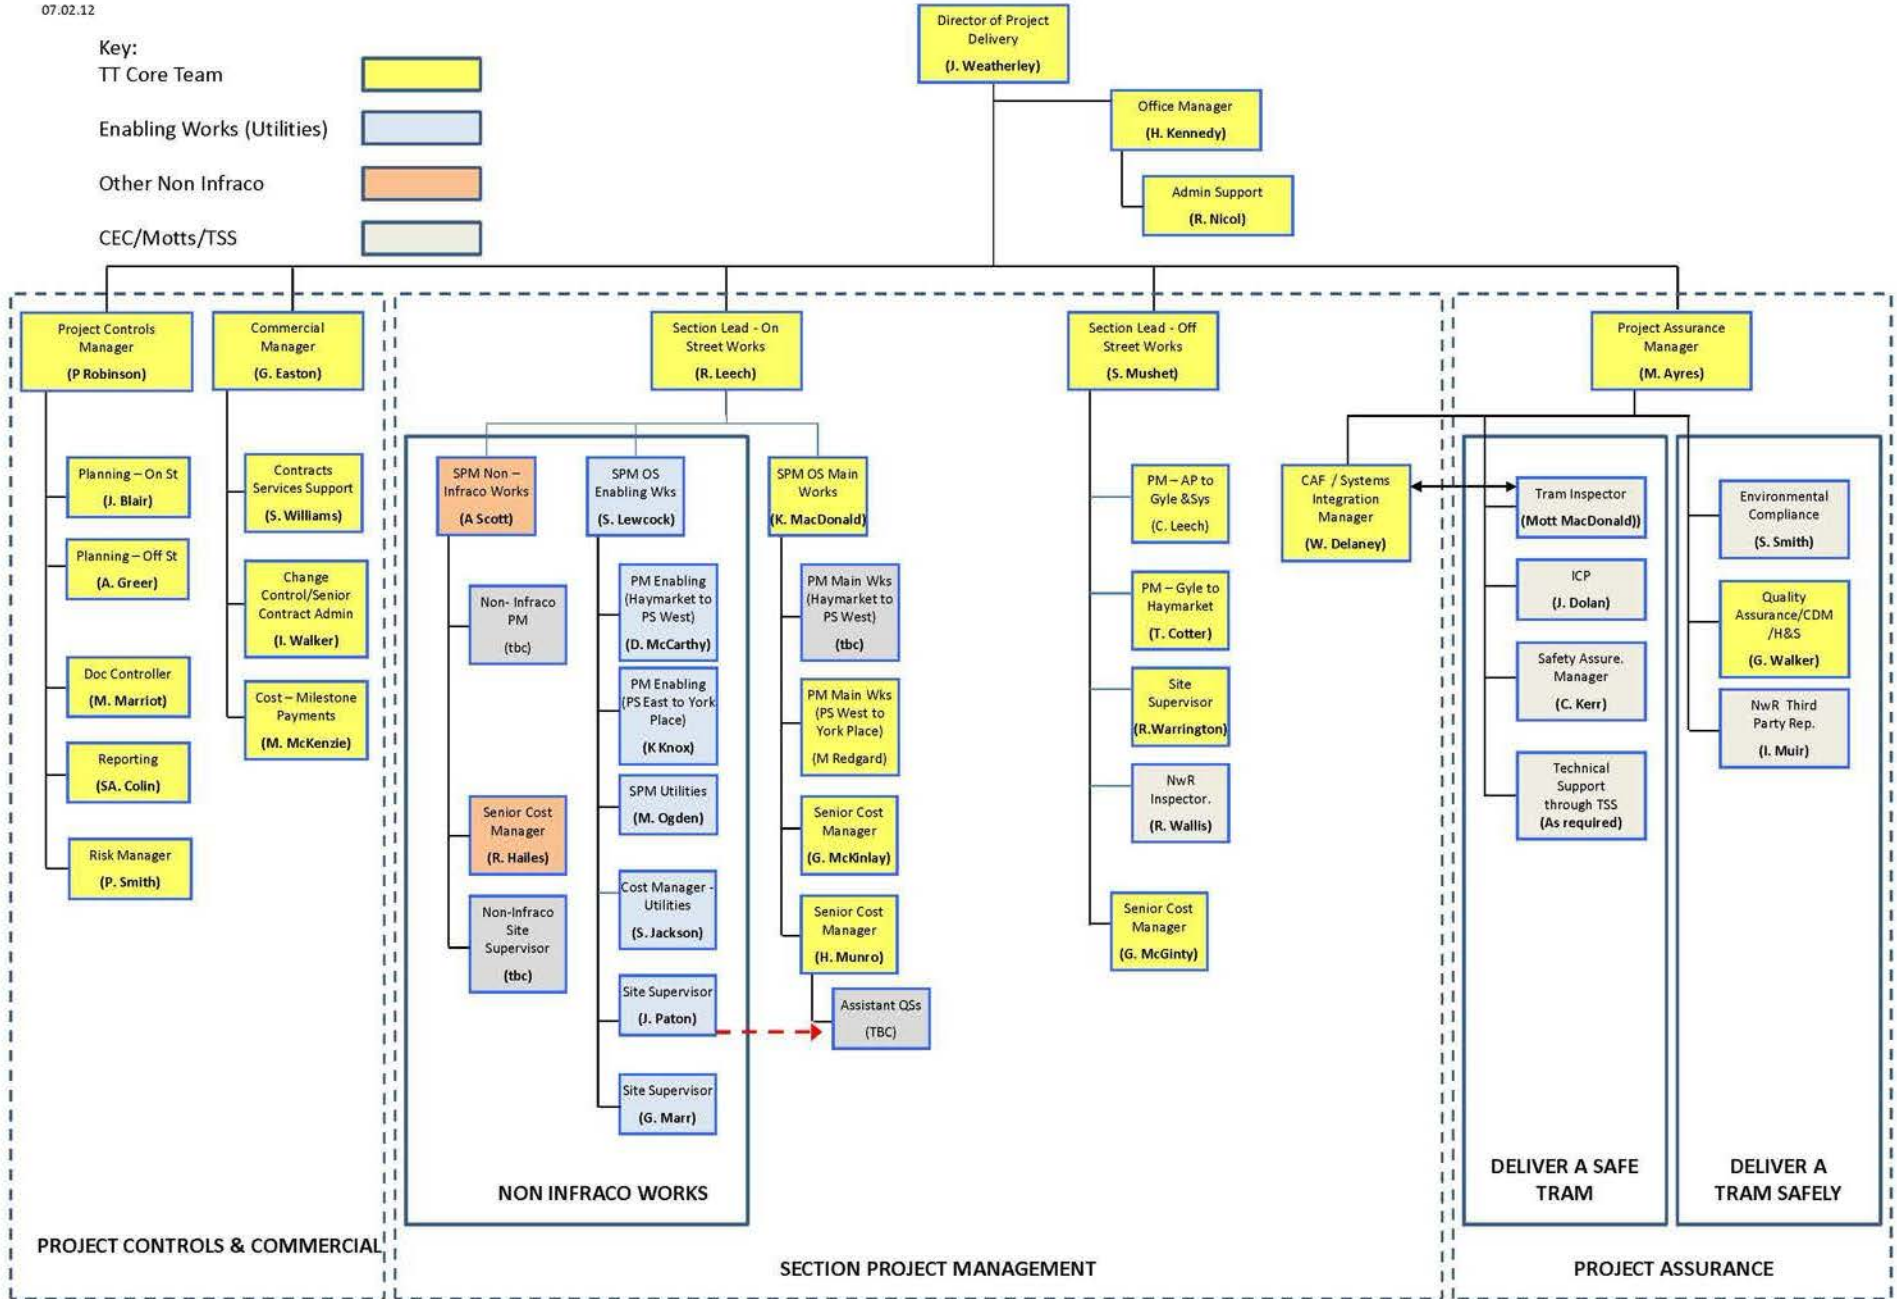 07.02.12
Key:
TT Core Team
Enabling Works (Utilities)
Other Non Infraco
CEC/Motts/TSS
Director of Project
Delivery
(J. Weatherley)
Office Manager
(H. Kennedy)
Admin Support
(R. Nicol)
Project Controls
Manager
(P Robinson)
Planning – On St
(J. Blair)
Planning – Off St
(A. Greer)
Doc Controller
(M. Marriot)
Reporting
(SA. Colin)
Risk Manager
(P. Smith)
Commercial
Manager
(G. Easton)
Contracts
Services Support
(S. Williams)
Change
Control/Senior
Contract Admin
(I. Walker)
Cost – Milestone
Payments
(M. McKenzie)
PROJECT CONTROLS & COMMERCIAL
Section Lead - On
Street Works
(R. Leech)
SPM Non –
Infraco Works
(A Scott)
Non- Infraco
PM
(tbc)
Senior Cost
Manager
(R. Hailes)
Non-Infraco
Site
Supervisor
(tbc)
SPM OS
Enabling Wks
(S. Lewcock)
PM Enabling
(Haymarket to
PS West)
(D. McCarthy)
PM Enabling
(PS East to York
Place)
(K Knox)
SPM Utilities
(M. Ogden)
Cost Manager -
Utilities
(S. Jackson)
Site Supervisor
(J. Paton)
Site Supervisor
(G. Marr)
NON INFRACO WORKS
SPM OS Main
Works
(K. MacDonald)
PM Main Wks
(Haymarket to
PS West)
(tbc)
PM Main Wks
(PS West to
York Place)
(M Redgard)
Senior Cost
Manager
(G. McKinlay)
Senior Cost
Manager
(H. Munro)
Assistant QSs
(TBC)
Section Lead - Off
Street Works
(S. Mushet)
PM – AP to
Gyle &Sys
(C. Leech)
PM – Gyle to
Haymarket
(T. Cotter)
Site
Supervisor
(R.Warrington)
NwR
Inspector.
(R. Wallis)
Senior Cost
Manager
(G. McGinty)
SECTION PROJECT MANAGEMENT
Project Assurance
Manager
(M. Ayres)
CAF / Systems
Integration
Manager
(W. Delaney)
Tram Inspector
(Mott MacDonald))
ICP
(J. Dolan)
Safety Assure.
Manager
(C. Kerr)
Technical
Support
through TSS
(As required)
DELIVER A SAFE
TRAM
Environmental
Compliance
(S. Smith)
Quality
Assurance/CDM
/H&S
(G. Walker)
NwR Third
Party Rep.
(I. Muir)
DELIVER A
TRAM SAFELY
PROJECT ASSURANCE